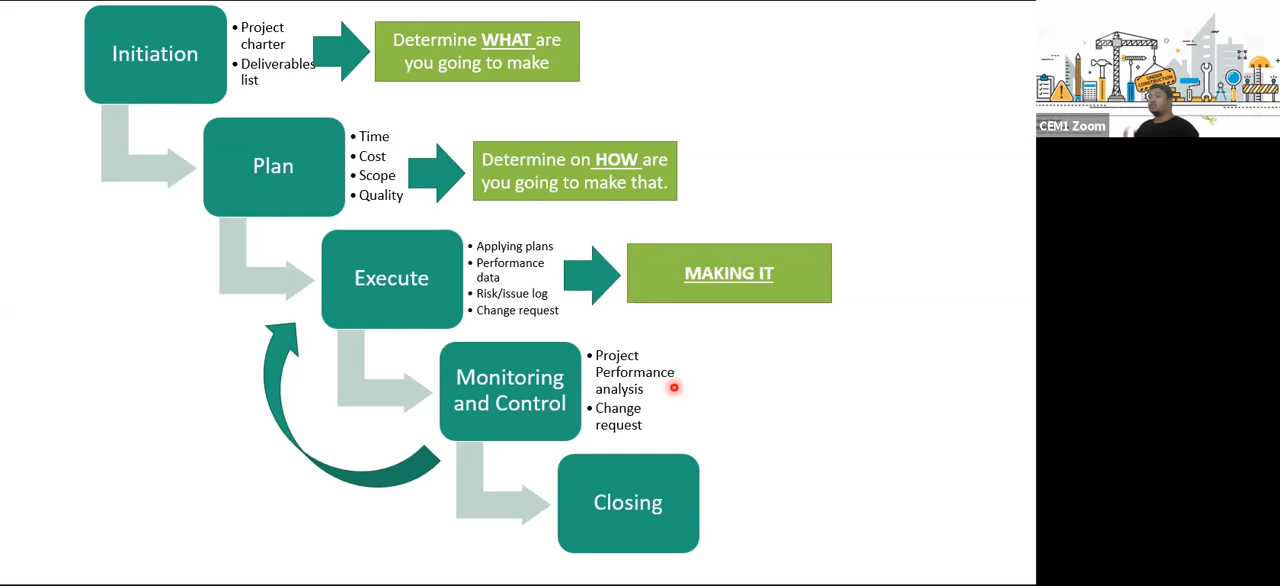 Initiation
• Project
charter
• Deliverables
list
Determine WHAT are
you going to make
UNDER
CONSTRUCTION
CEM1 Zoom
Plan
• Time
• Cost
• Scope
• Quality
Determine on HOW are
you going to make that.
Execute
• Applying plans
• Performance
data
• Risk/issue log
• Change request
MAKING IT
Monitoring
and Control
• Project
Performance
analysis
• Change
request
Closing